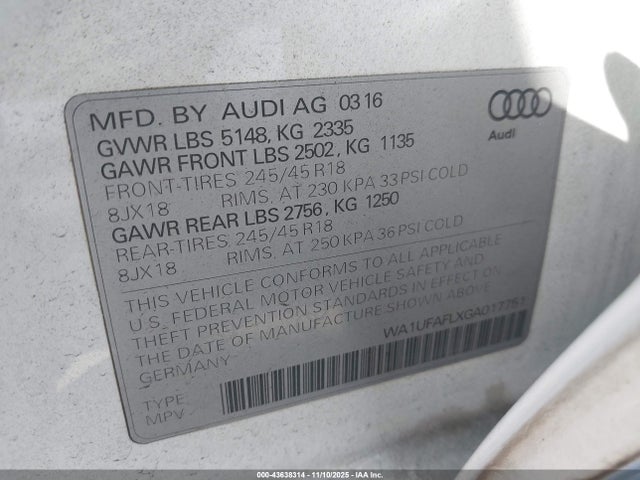 MFD. BY AUDI AG 03 16
GVWR LBS 5148, KG 2335
GAWR FRONT LBS 2502, KG 1135
FRONT-TIRES 245/45 R18
8JX18 RIMS, AT 230 KPA 33 PSI COLD
GAWR REAR LBS 2756, KG 1250
REAR-TIRES 245/45 R18
8JX18 RIMS, AT 250 KPA 36 PSI COLD
Audi
THIS VEHICLE CONFORMS TO ALL APPLICABLE
U.S. FEDERAL MOTOR VEHICLE SAFETY AND
THEFT PREVENTION STANDARDS IN EFFECT ON
THE DATE OF MANUFACTURE SHOWN ABOVE.
GERMANY
WA1UFAFLXGA017751
TYPE:
MPV
000-43638314 - 11/10/2025 - IAA Inc.